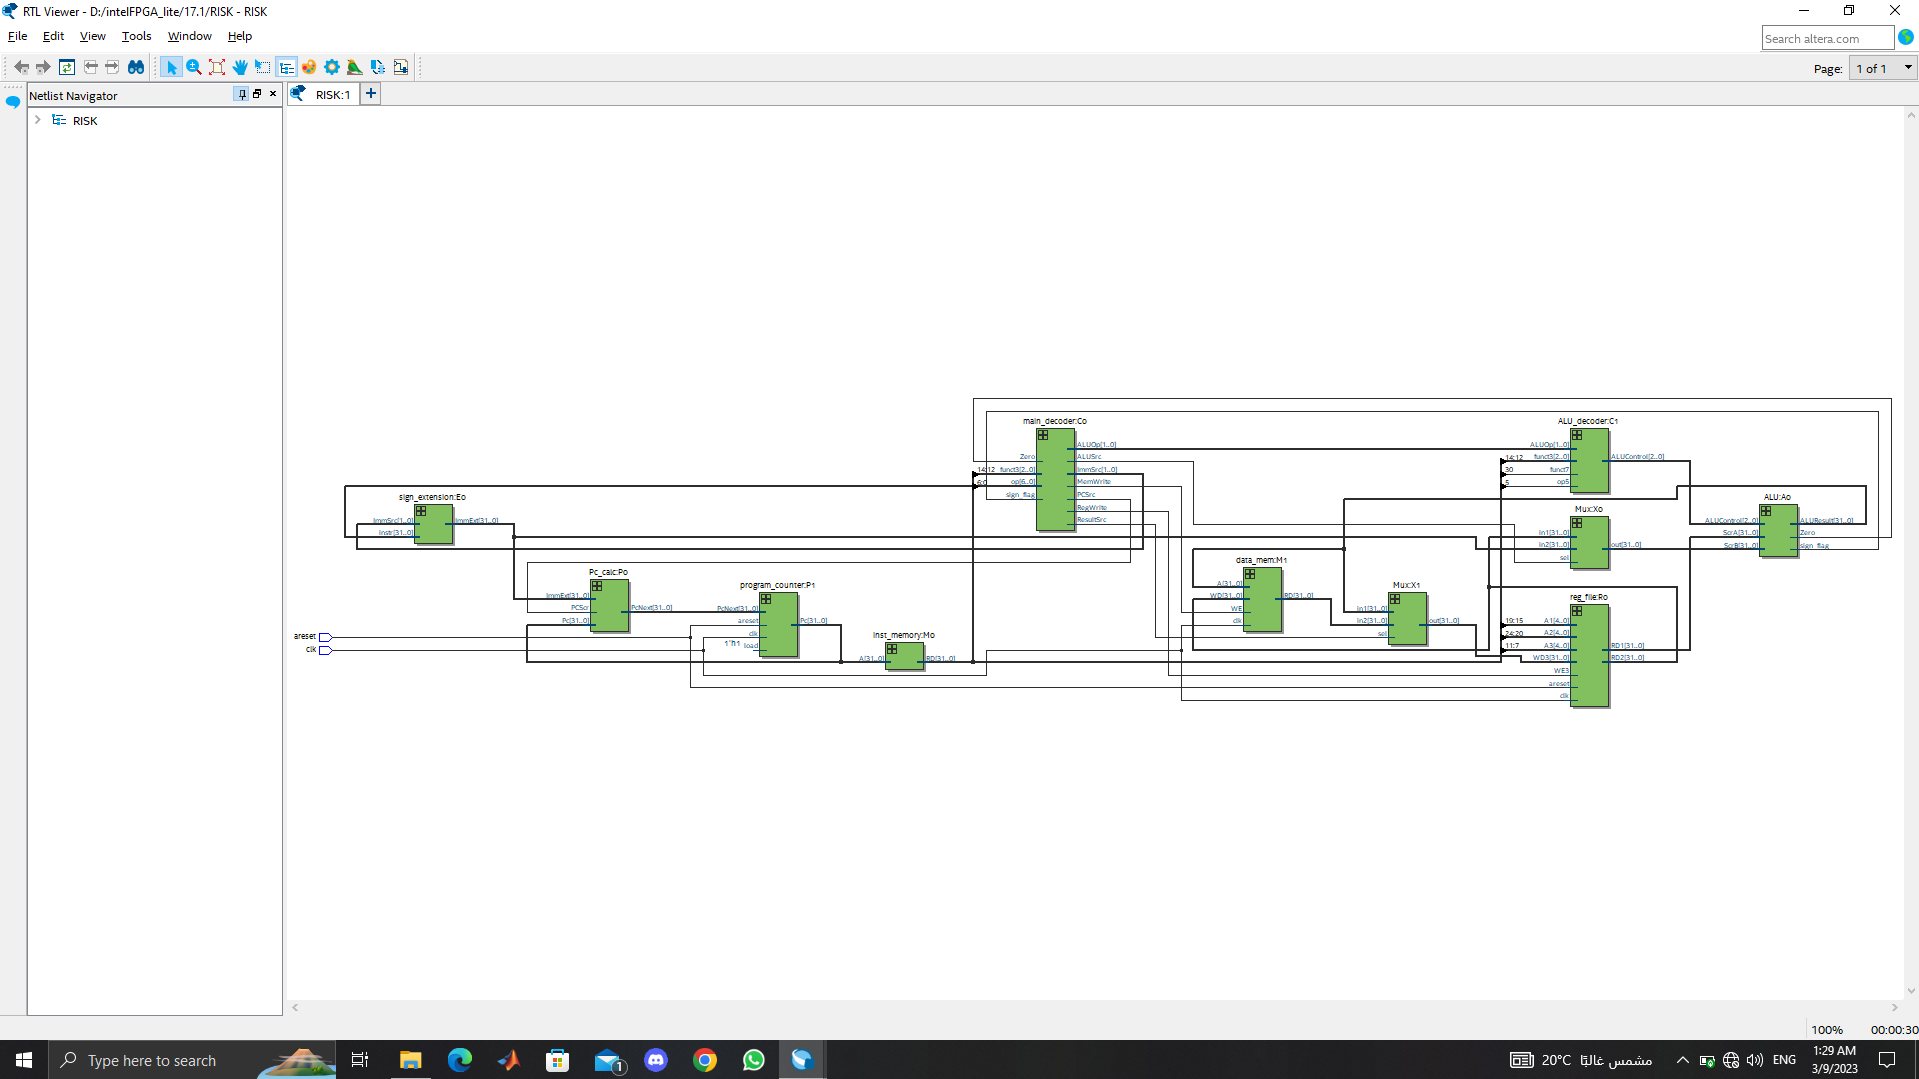 RTL Viewer - D:/intelFPGA_lite/17.1/RISK - RISK
File Edit View Tools Window Help
Search altera.com
Page: 1 of 1
Netlist Navigator
RISK:1
RISK
main_decoder:Co
Zero
14:12 funct3[2..0]
6:0 op[6..0]
sign_flag
ALUOp[1..0]
ALUSrc
ImmSrc[1..0]
MemWrite
PCSrc
RegWrite
ResultSrc
ALU_decoder:C1
ALUOp[1..0]
14:12 funct3[2..0]
30 funct7
5 op5
ALUControl[2..0]
sign_extension:Eo
ImmSrc[1..0]
Instr[31..0]
ImmExt[31..0]
ALU:Ao
ALUControl[2..0]
ScrA[31..0]
ScrB[31..0]
ALUResult[31..0]
Zero
sign_flag
Mux:Xo
in1[31..0]
in2[31..0]
sel
out[31..0]
data_mem:M1
A[31..0]
WD[31..0]
WE
clk
RD[31..0]
Pc_calc:Po
ImmExt[31..0]
PCScr
Pc[31..0]
PcNext[31..0]
program_counter:P1
PcNext[31..0]
areset
clk
1'h1 load
Pc[31..0]
Mux:X1
in1[31..0]
in2[31..0]
sel
out[31..0]
reg_file:Ro
19:15 A1[4..0]
24:20 A2[4..0]
11:7 A3[4..0]
WD3[31..0]
WE3
areset
clk
RD1[31..0]
RD2[31..0]
Inst_memory:Mo
A[31..0]
RD[31..0]
areset
clk
100% 00:00:30
Type here to search
1
20°C مشمس غالبًا
ENG
1:29 AM
3/9/2023